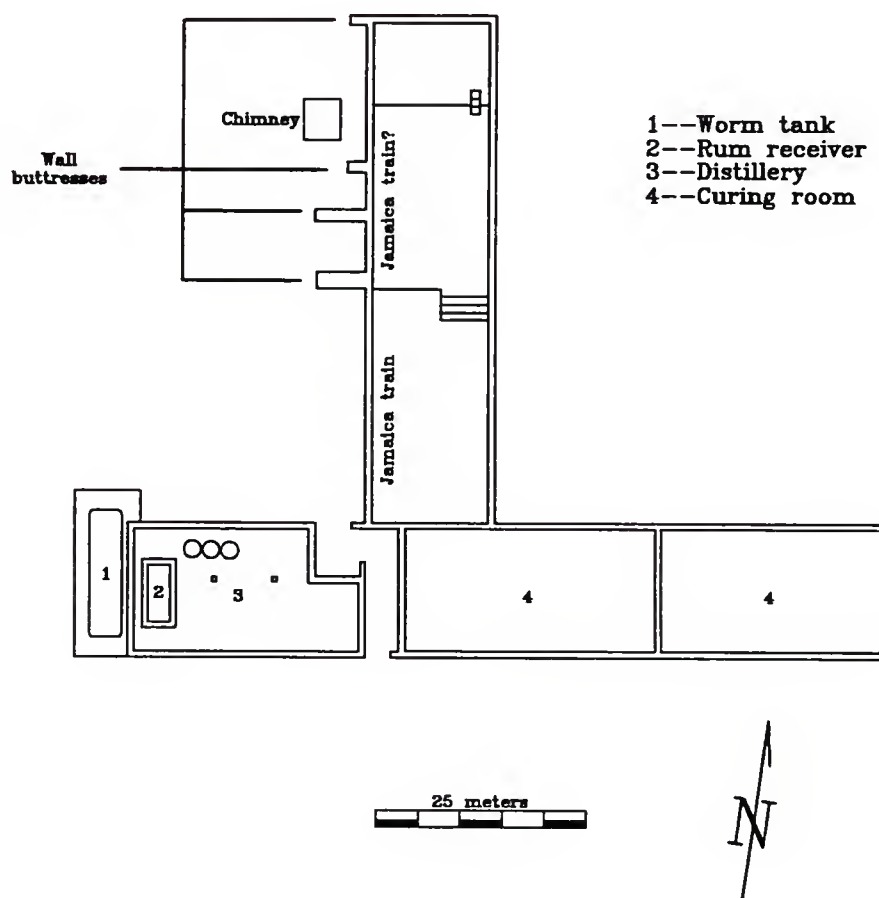 Chimney
Wall
buttresses
Jamaica train?
Jamaica train
1--Worm tank
2--Rum receiver
3--Distillery
4--Curing room
1
2
3
4
4
25 meters
N